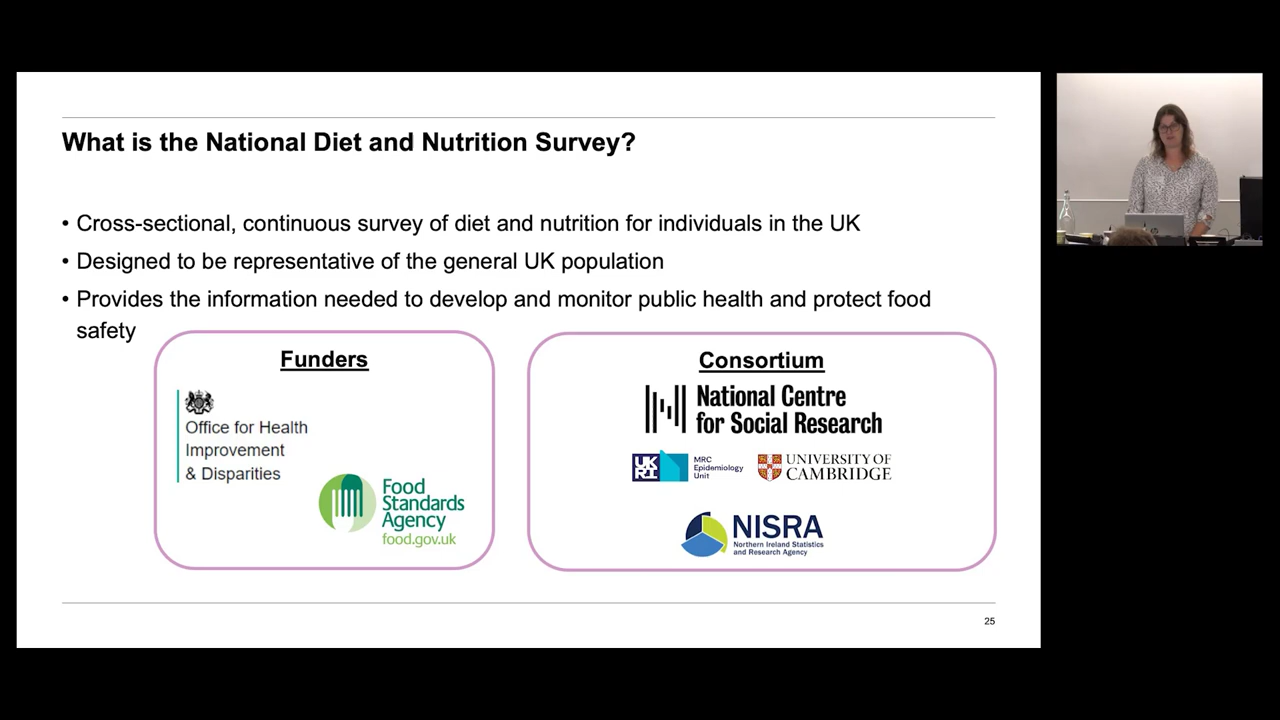 What is the National Diet and Nutrition Survey?
• Cross-sectional, continuous survey of diet and nutrition for individuals in the UK
• Designed to be representative of the general UK population
• Provides the information needed to develop and monitor public health and protect food
safety
Funders
Office for Health
Improvement
& Disparities
Food
Standards
Agency
food.gov.uk
Consortium
National Centre
for Social Research
UK
RI
MRC
Epidemiology
Unit
UNIVERSITY OF
CAMBRIDGE
NISRA
Northern Ireland Statistics
and Research Agency
25